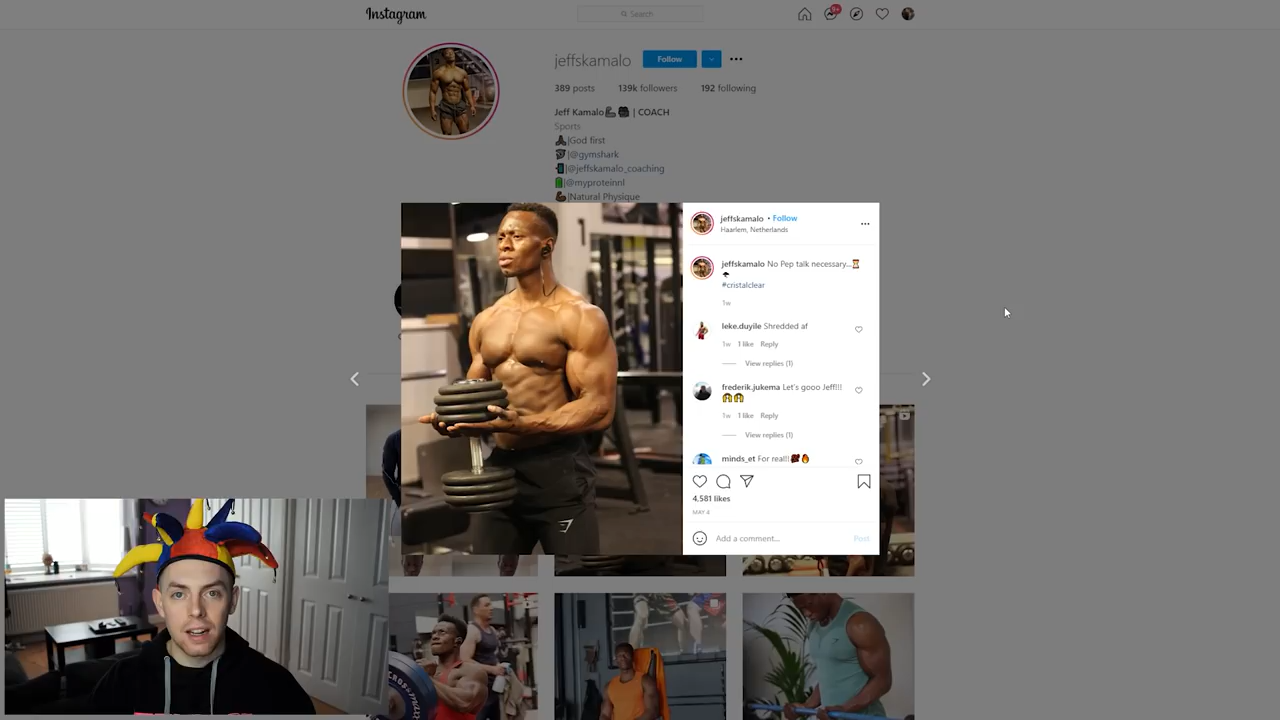 Instagram
Search
9+
jeffskamalo
Follow
389 posts 139k followers 192 following
Jeff Kamalo | COACH
Sports
|God first
|@gymshark
|@jeffskamalo_coaching
|@myproteinnl
|Natural Physique
jeffskamalo • Follow
Haarlem, Netherlands
jeffskamalo No Pep talk necessary...
#cristalclear
1w
leke.duyile Shredded af
1w 1 like Reply
View replies (1)
frederik.jukema Let's gooo Jeff!!!
1w 1 like Reply
View replies (1)
minds_et For real!!
4,581 likes
MAY 4
Add a comment...
Post